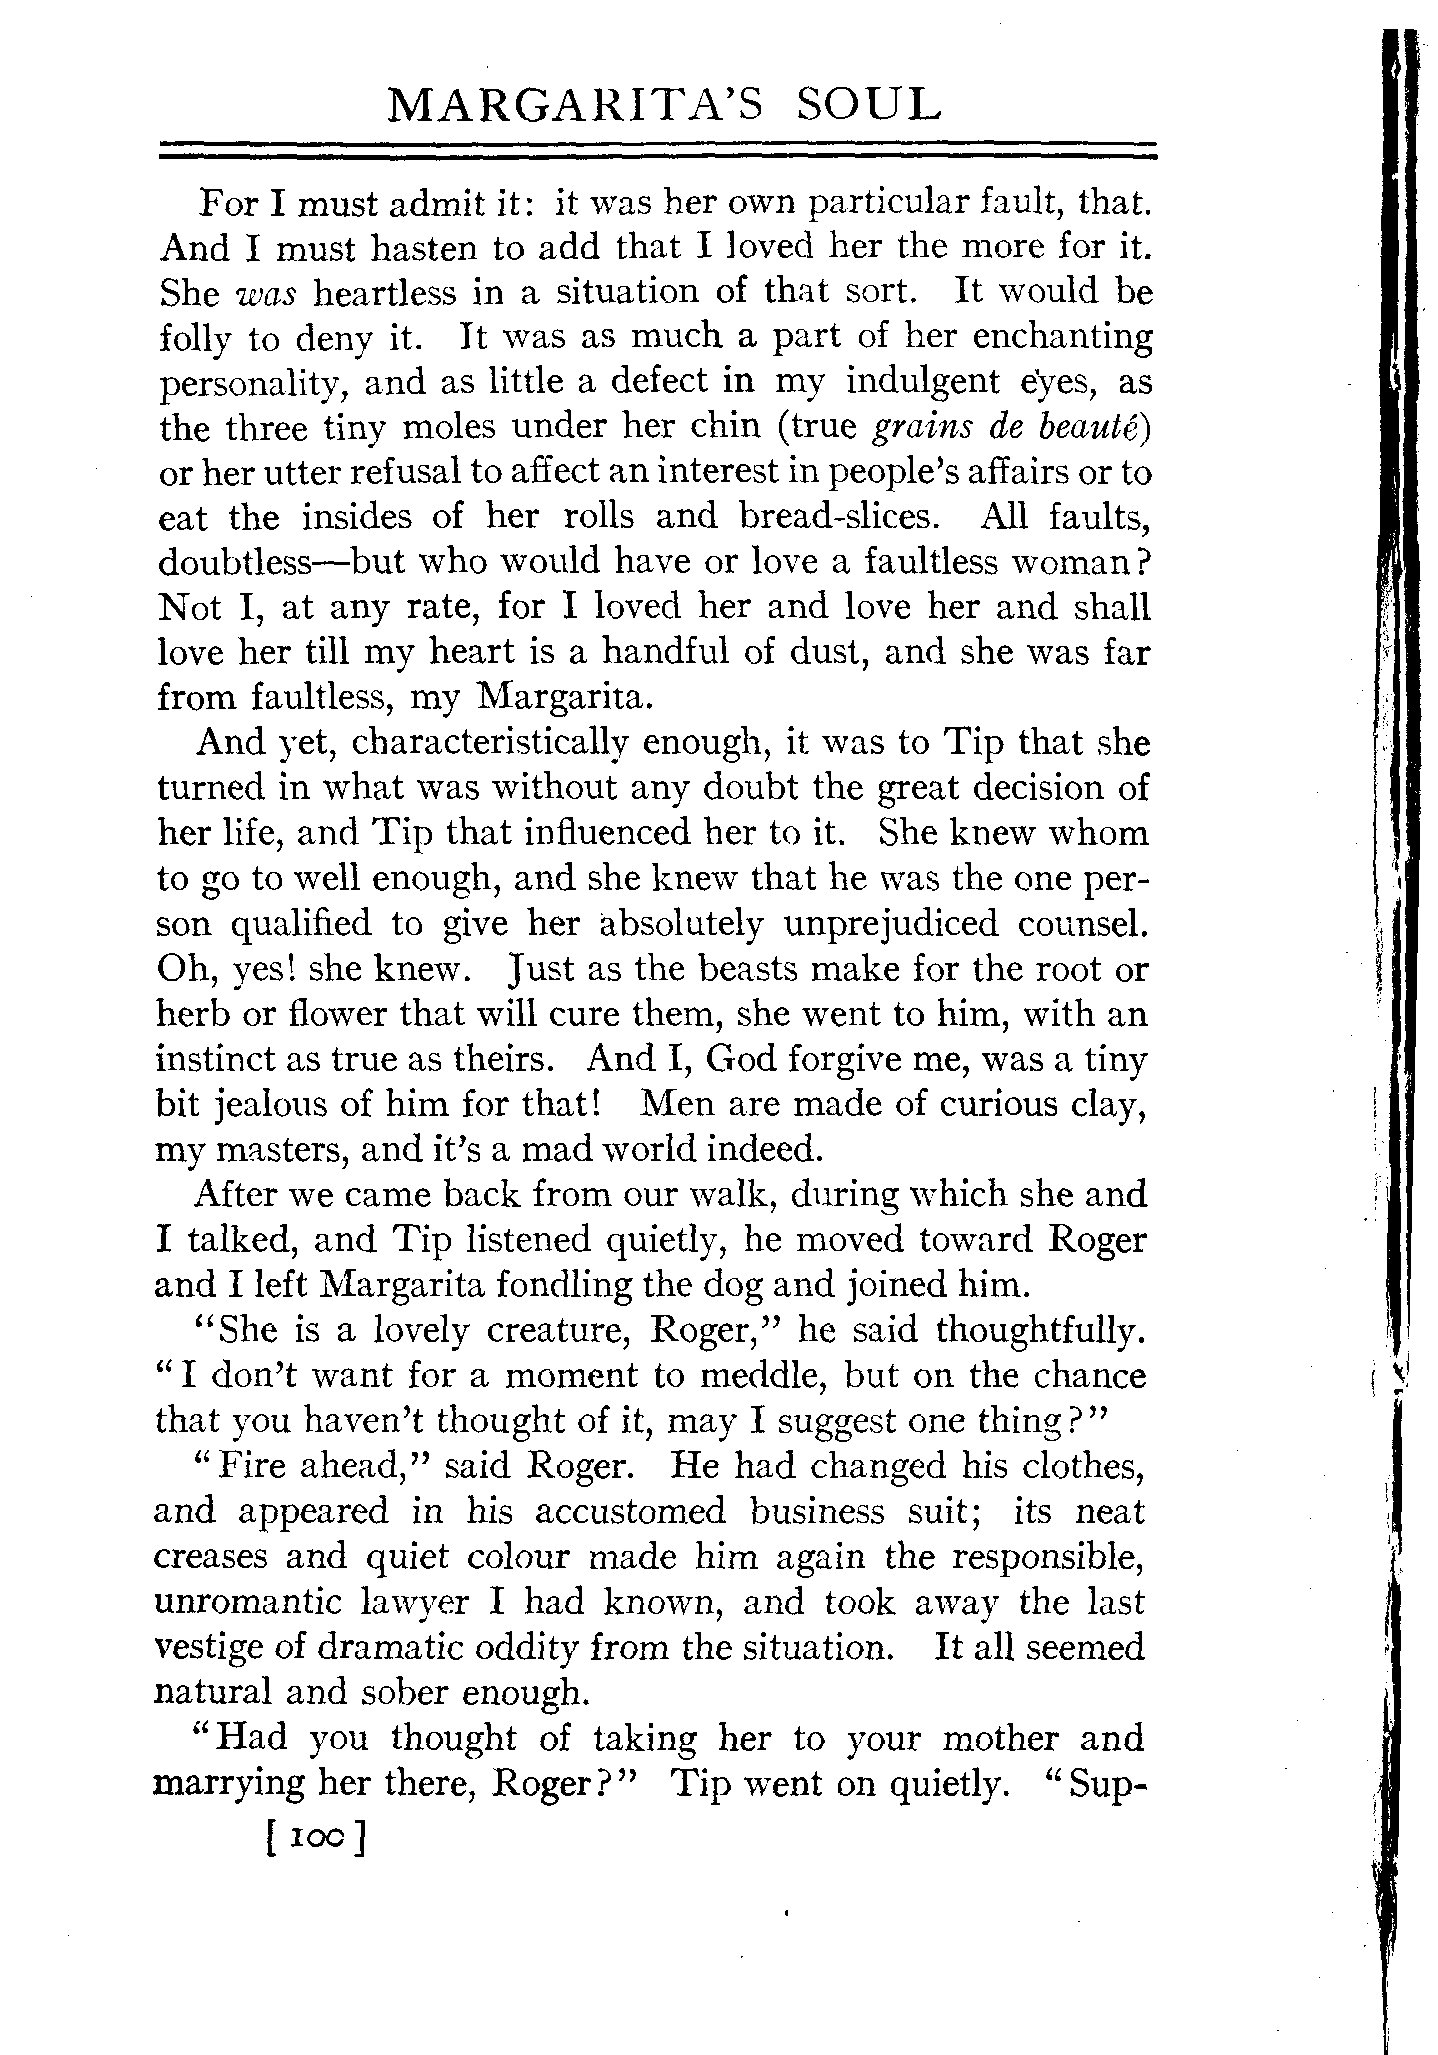 MARGARITA'S SOUL
For I must admit it: it was her own particular fault, that.
And I must hasten to add that I loved her the more for it.
She was heartless in a situation of that sort. It would be
folly to deny it. It was as much a part of her enchanting
personality, and as little a defect in my indulgent eyes, as
the three tiny moles under her chin (true grains de beauté)
or her utter refusal to affect an interest in people's affairs or to
eat the insides of her rolls and bread-slices. All faults,
doubtless—but who would have or love a faultless woman?
Not I, at any rate, for I loved her and love her and shall
love her till my heart is a handful of dust, and she was far
from faultless, my Margarita.
And yet, characteristically enough, it was to Tip that she
turned in what was without any doubt the great decision of
her life, and Tip that influenced her to it. She knew whom
to go to well enough, and she knew that he was the one per-
son qualified to give her absolutely unprejudiced counsel.
Oh, yes! she knew. Just as the beasts make for the root or
herb or flower that will cure them, she went to him, with an
instinct as true as theirs. And I, God forgive me, was a tiny
bit jealous of him for that! Men are made of curious clay,
my masters, and it's a mad world indeed.
After we came back from our walk, during which she and
I talked, and Tip listened quietly, he moved toward Roger
and I left Margarita fondling the dog and joined him.
"She is a lovely creature, Roger," he said thoughtfully.
"I don't want for a moment to meddle, but on the chance
that you haven't thought of it, may I suggest one thing?"
"Fire ahead," said Roger. He had changed his clothes,
and appeared in his accustomed business suit; its neat
creases and quiet colour made him again the responsible,
unromantic lawyer I had known, and took away the last
vestige of dramatic oddity from the situation. It all seemed
natural and sober enough.
"Had you thought of taking her to your mother and
marrying her there, Roger?" Tip went on quietly. "Sup-
[ 100 ]